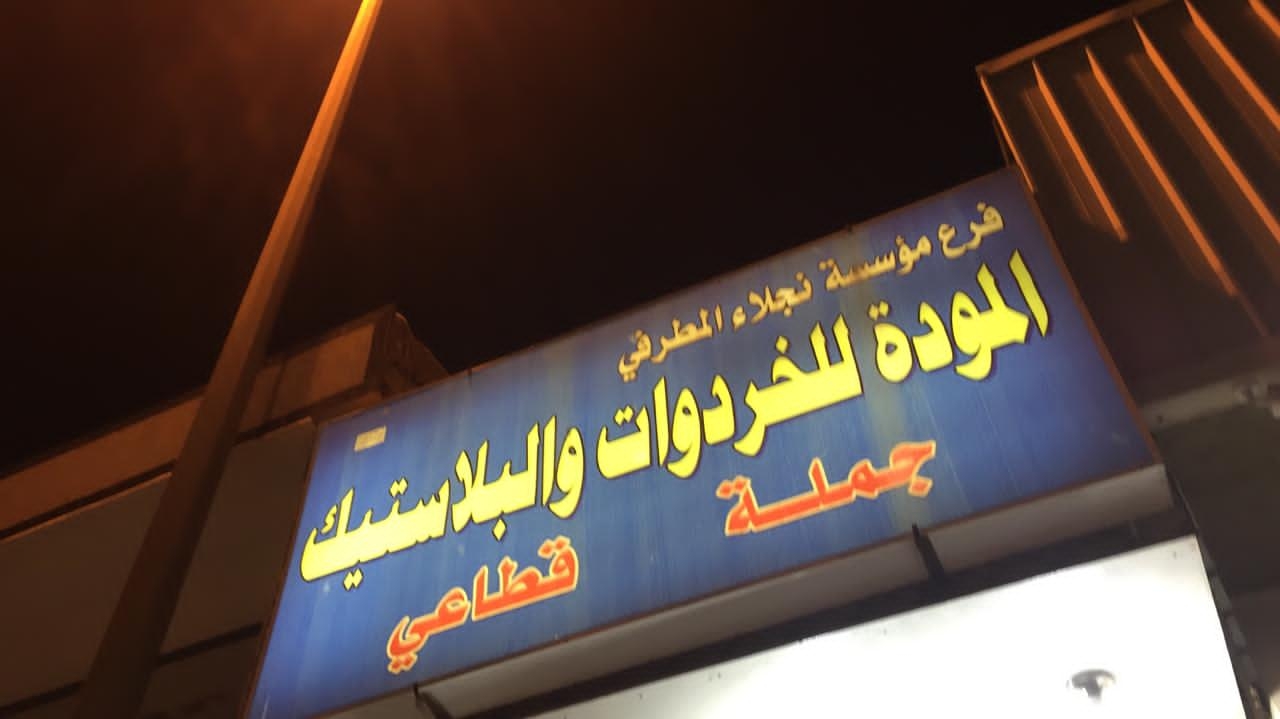 فرع مؤسسة نجلاء المطرفي
المودة للخردوات والبلاستيك
جملة قطاعي